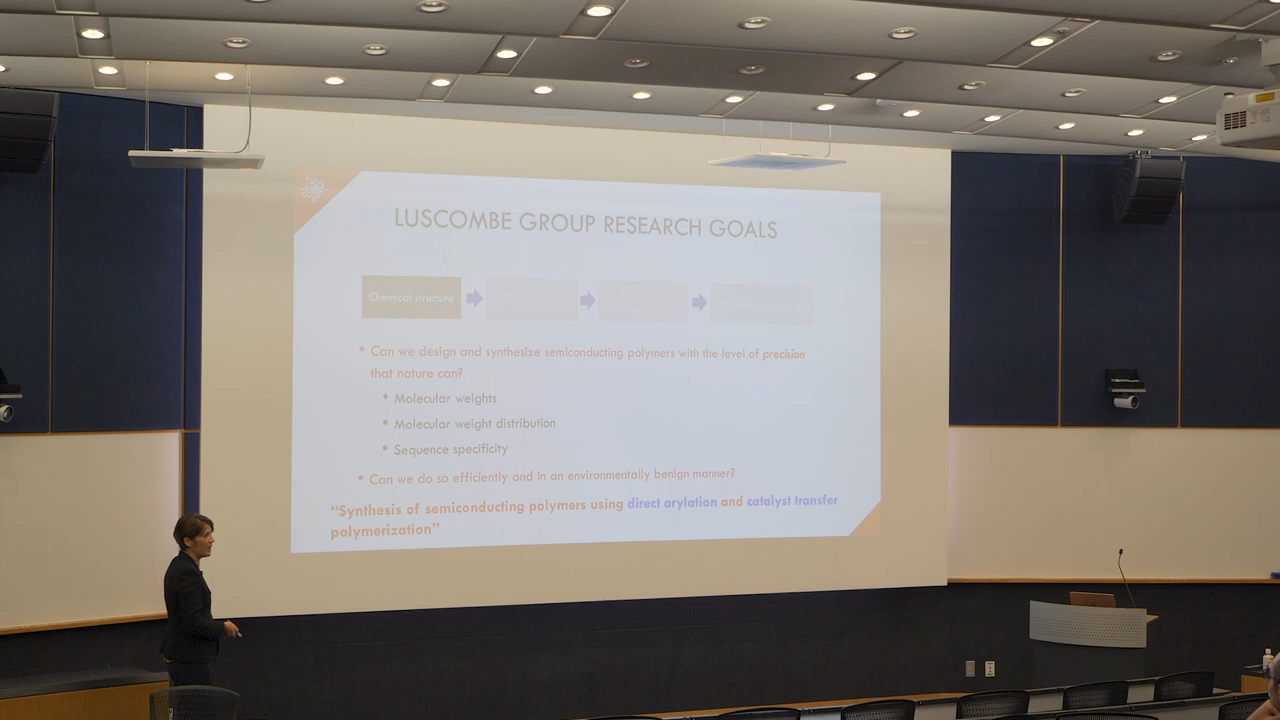 LUSCOMBE GROUP RESEARCH GOALS
Chemical structure
• Can we design and synthesize semiconducting polymers with the level of precision
that nature can?
• Molecular weights
• Molecular weight distribution
• Sequence specificity
• Can we do so efficiently and in an environmentally benign manner?
“Synthesis of semiconducting polymers using direct arylation and catalyst transfer
polymerization”